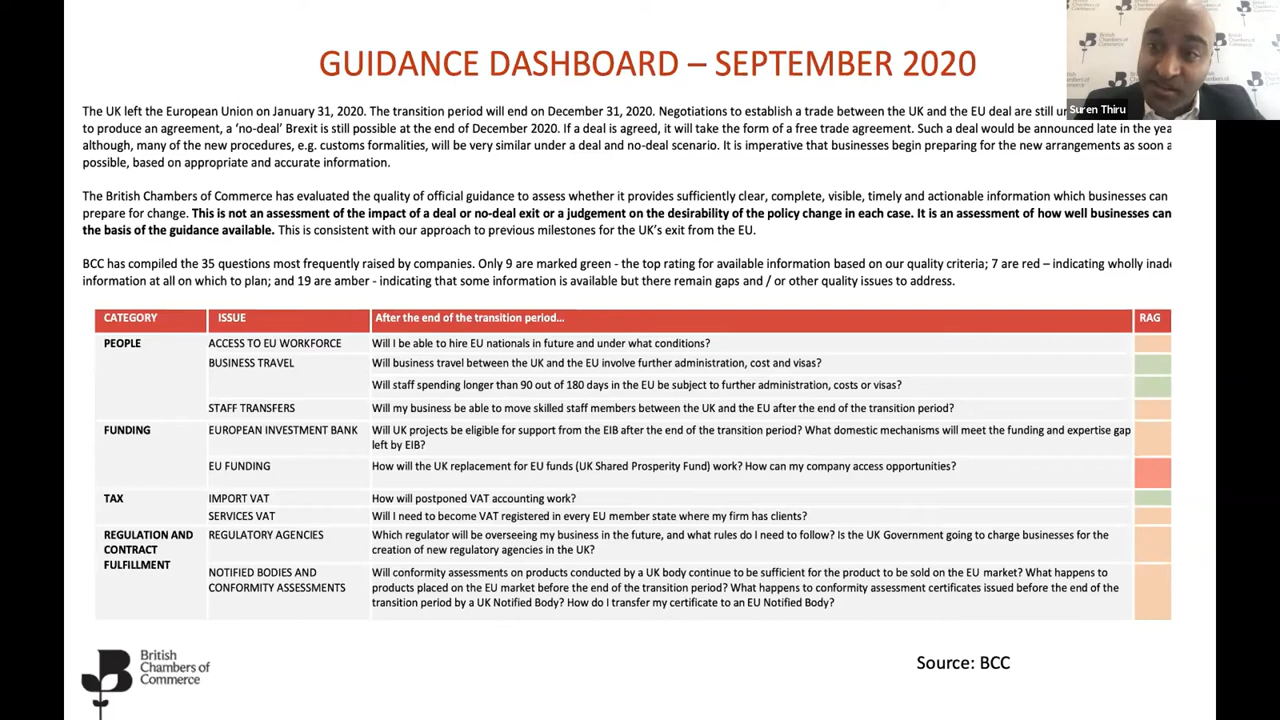 GUIDANCE DASHBOARD – SEPTEMBER 2020
British Chambers of Commerce
Suren Thiru
The UK left the European Union on January 31, 2020. The transition period will end on December 31, 2020. Negotiations to establish a trade between the UK and the EU deal are still
to produce an agreement, a 'no-deal' Brexit is still possible at the end of December 2020. If a deal is agreed, it will take the form of a free trade agreement. Such a deal would be announced late in the
although, many of the new procedures, e.g. customs formalities, will be very similar under a deal and no-deal scenario. It is imperative that businesses begin preparing for the new arrangements as soon
possible, based on appropriate and accurate information.
The British Chambers of Commerce has evaluated the quality of official guidance to assess whether it provides sufficiently clear, complete, visible, timely and actionable information which businesses can
prepare for change. This is not an assessment of the impact of a deal or no-deal exit or a judgement on the desirability of the policy change in each case. It is an assessment of how well businesses can
the basis of the guidance available. This is consistent with our approach to previous milestones for the UK's exit from the EU.
BCC has compiled the 35 questions most frequently raised by companies. Only 9 are marked green - the top rating for available information based on our quality criteria; 7 are red – indicating wholly
information at all on which to plan; and 19 are amber - indicating that some information is available but there remain gaps and / or other quality issues to address.
CATEGORY ISSUE After the end of the transition period... RAG
PEOPLE ACCESS TO EU WORKFORCE Will I be able to hire EU nationals in future and under what conditions?
BUSINESS TRAVEL Will business travel between the UK and the EU involve further administration, cost and visas?
Will staff spending longer than 90 out of 180 days in the EU be subject to further administration, costs or visas?
STAFF TRANSFERS Will my business be able to move skilled staff members between the UK and the EU after the end of the transition period?
FUNDING EUROPEAN INVESTMENT BANK Will UK projects be eligible for support from the EIB after the end of the transition period? What domestic mechanisms will meet the funding and expertise gap
left by EIB?
EU FUNDING How will the UK replacement for EU funds (UK Shared Prosperity Fund) work? How can my company access opportunities?
TAX IMPORT VAT How will postponed VAT accounting work?
SERVICES VAT Will I need to become VAT registered in every EU member state where my firm has clients?
REGULATION AND REGULATORY AGENCIES Which regulator will be overseeing my business in the future, and what rules do I need to follow? Is the UK Government going to charge businesses for the
CONTRACT creation of new regulatory agencies in the UK?
FULFILLMENT
NOTIFIED BODIES AND Will conformity assessments on products conducted by a UK body continue to be sufficient for the product to be sold on the EU market? What happens to
CONFORMITY ASSESSMENTS products placed on the EU market before the end of the transition period? What happens to conformity assessment certificates issued before the end of the
transition period by a UK Notified Body? How do I transfer my certificate to an EU Notified Body?
British
Chambers of
Commerce
Source: BCC